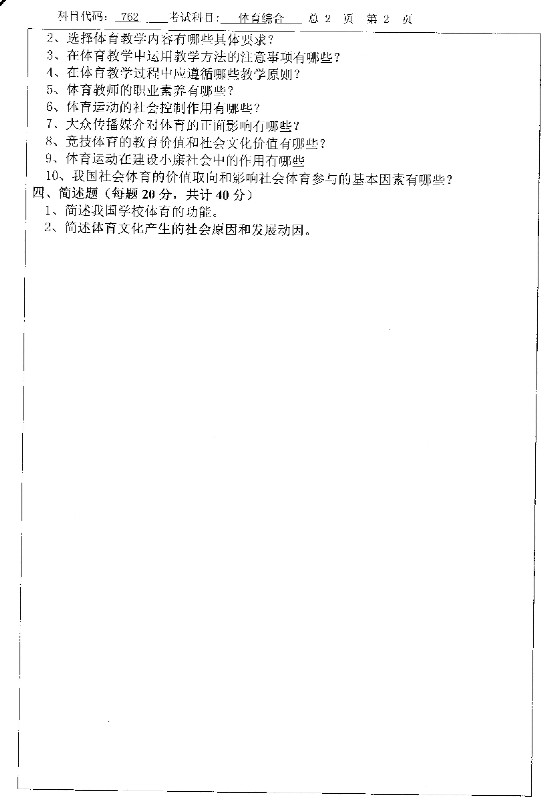 科目代码：762 考试科目：体育综合 总 2 页 第 2 页
2、选择体育教学内容有哪些具体要求？
3、在体育教学中运用教学方法的注意事项有哪些？
4、在体育教学过程中应遵循哪些教学原则？
5、体育教师的职业素养有哪些？
6、体育运动的社会控制作用有哪些？
7、大众传播媒介对体育的正面影响有哪些？
8、竞技体育的教育价值和社会文化价值有哪些？
9、体育运动在建设小康社会中的作用有哪些
10、我国社会体育的价值取向和影响社会体育参与的基本因素有哪些？
四、简述题（每题 20 分，共计 40 分）
1、简述我国学校体育的功能。
2、简述体育文化产生的社会原因和发展动因。